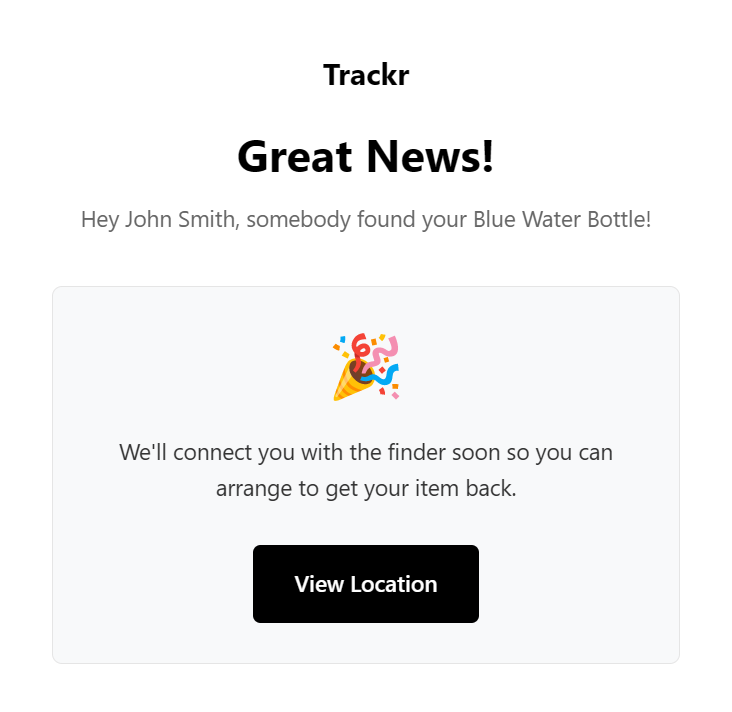 Trackr
Great News!
Hey John Smith, somebody found your Blue Water Bottle!
We'll connect you with the finder soon so you can
arrange to get your item back.
View Location